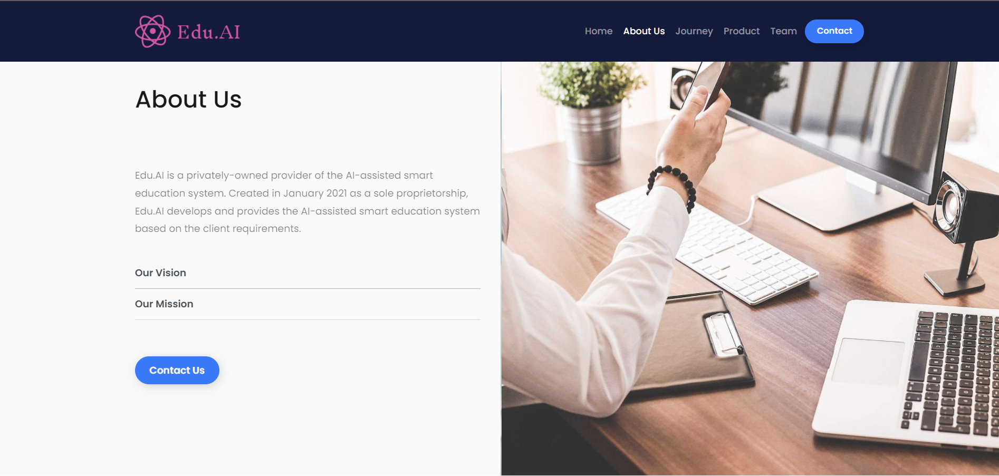 Edu.AI
Home About Us Journey Product Team Contact
About Us
Edu.AI is a privately-owned provider of the AI-assisted smart
education system. Created in January 2021 as a sole proprietorship,
Edu.AI develops and provides the AI-assisted smart education system
based on the client requirements.
Our Vision
Our Mission
Contact Us